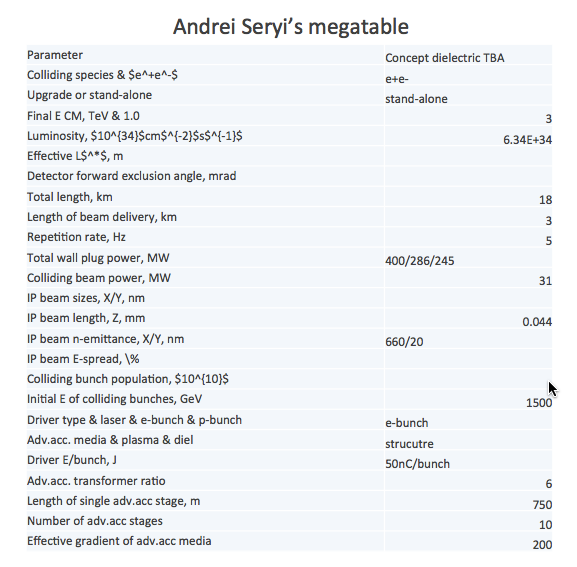 Andrei Seryi's megatable
Parameter Concept dielectric TBA
Colliding species & $e^+e^-$ e+e-
Upgrade or stand-alone stand-alone
Final E CM, TeV & 1.0 3
Luminosity, $10^{34}$cm$^{-2}$s$^{-1}$ 6.34E+34
Effective L$^*$, m
Detector forward exclusion angle, mrad
Total length, km 18
Length of beam delivery, km 3
Repetition rate, Hz 5
Total wall plug power, MW 400/286/245
Colliding beam power, MW 31
IP beam sizes, X/Y, nm
IP beam length, Z, mm 0.044
IP beam n-emittance, X/Y, nm 660/20
IP beam E-spread, \%
Colliding bunch population, $10^{10}$
Initial E of colliding bunches, GeV 1500
Driver type & laser & e-bunch & p-bunch e-bunch
Adv.acc. media & plasma & diel strucutre
Driver E/bunch, J 50nC/bunch
Adv.acc. transformer ratio 6
Length of single adv.acc stage, m 750
Number of adv.acc stages 10
Effective gradient of adv.acc media 200